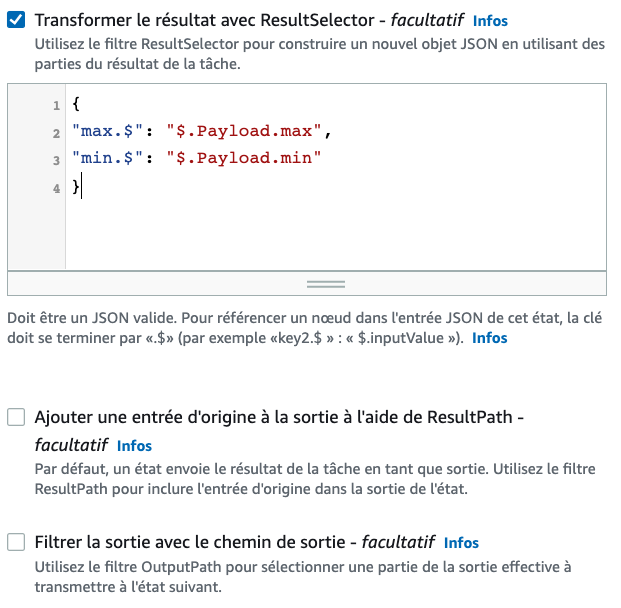 Transformer le résultat avec ResultSelector - facultatif Infos
Utilisez le filtre ResultSelector pour construire un nouvel objet JSON en utilisant des
parties du résultat de la tâche.
1 {
2 "max.$": "$.Payload.max",
3 "min.$": "$.Payload.min"
4 }
Doit être un JSON valide. Pour référencer un nœud dans l'entrée JSON de cet état, la clé
doit se terminer par «.$» (par exemple «key2.$ » : « $.inputValue »). Infos
Ajouter une entrée d'origine à la sortie à l'aide de ResultPath -
facultatif Infos
Par défaut, un état envoie le résultat de la tâche en tant que sortie. Utilisez le filtre
ResultPath pour inclure l'entrée d'origine dans la sortie de l'état.
Filtrer la sortie avec le chemin de sortie - facultatif Infos
Utilisez le filtre OutputPath pour sélectionner une partie de la sortie effective à
transmettre à l'état suivant.